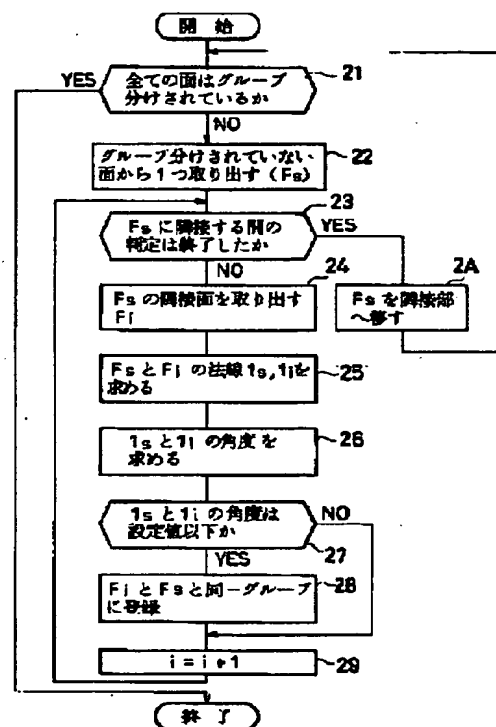 開始
全ての面はグループ
分けされているか
21
YES
NO
グループ分けされていない
面から1つ取り出す(Fs)
22
23
Fsに隣接する面の
判定は終了したか
YES
NO
24
2A
Fsの隣接面を取り出す
Fi
Fsを隣接部
へ移す
FsとFiの法線1s,1iを
求める
25
1sと1iの角度を
求める
26
1sと1iの角度は
設定値以下か
NO
27
YES
FiとFsと同一グループ
に登録
28
i=i+1
29
終了